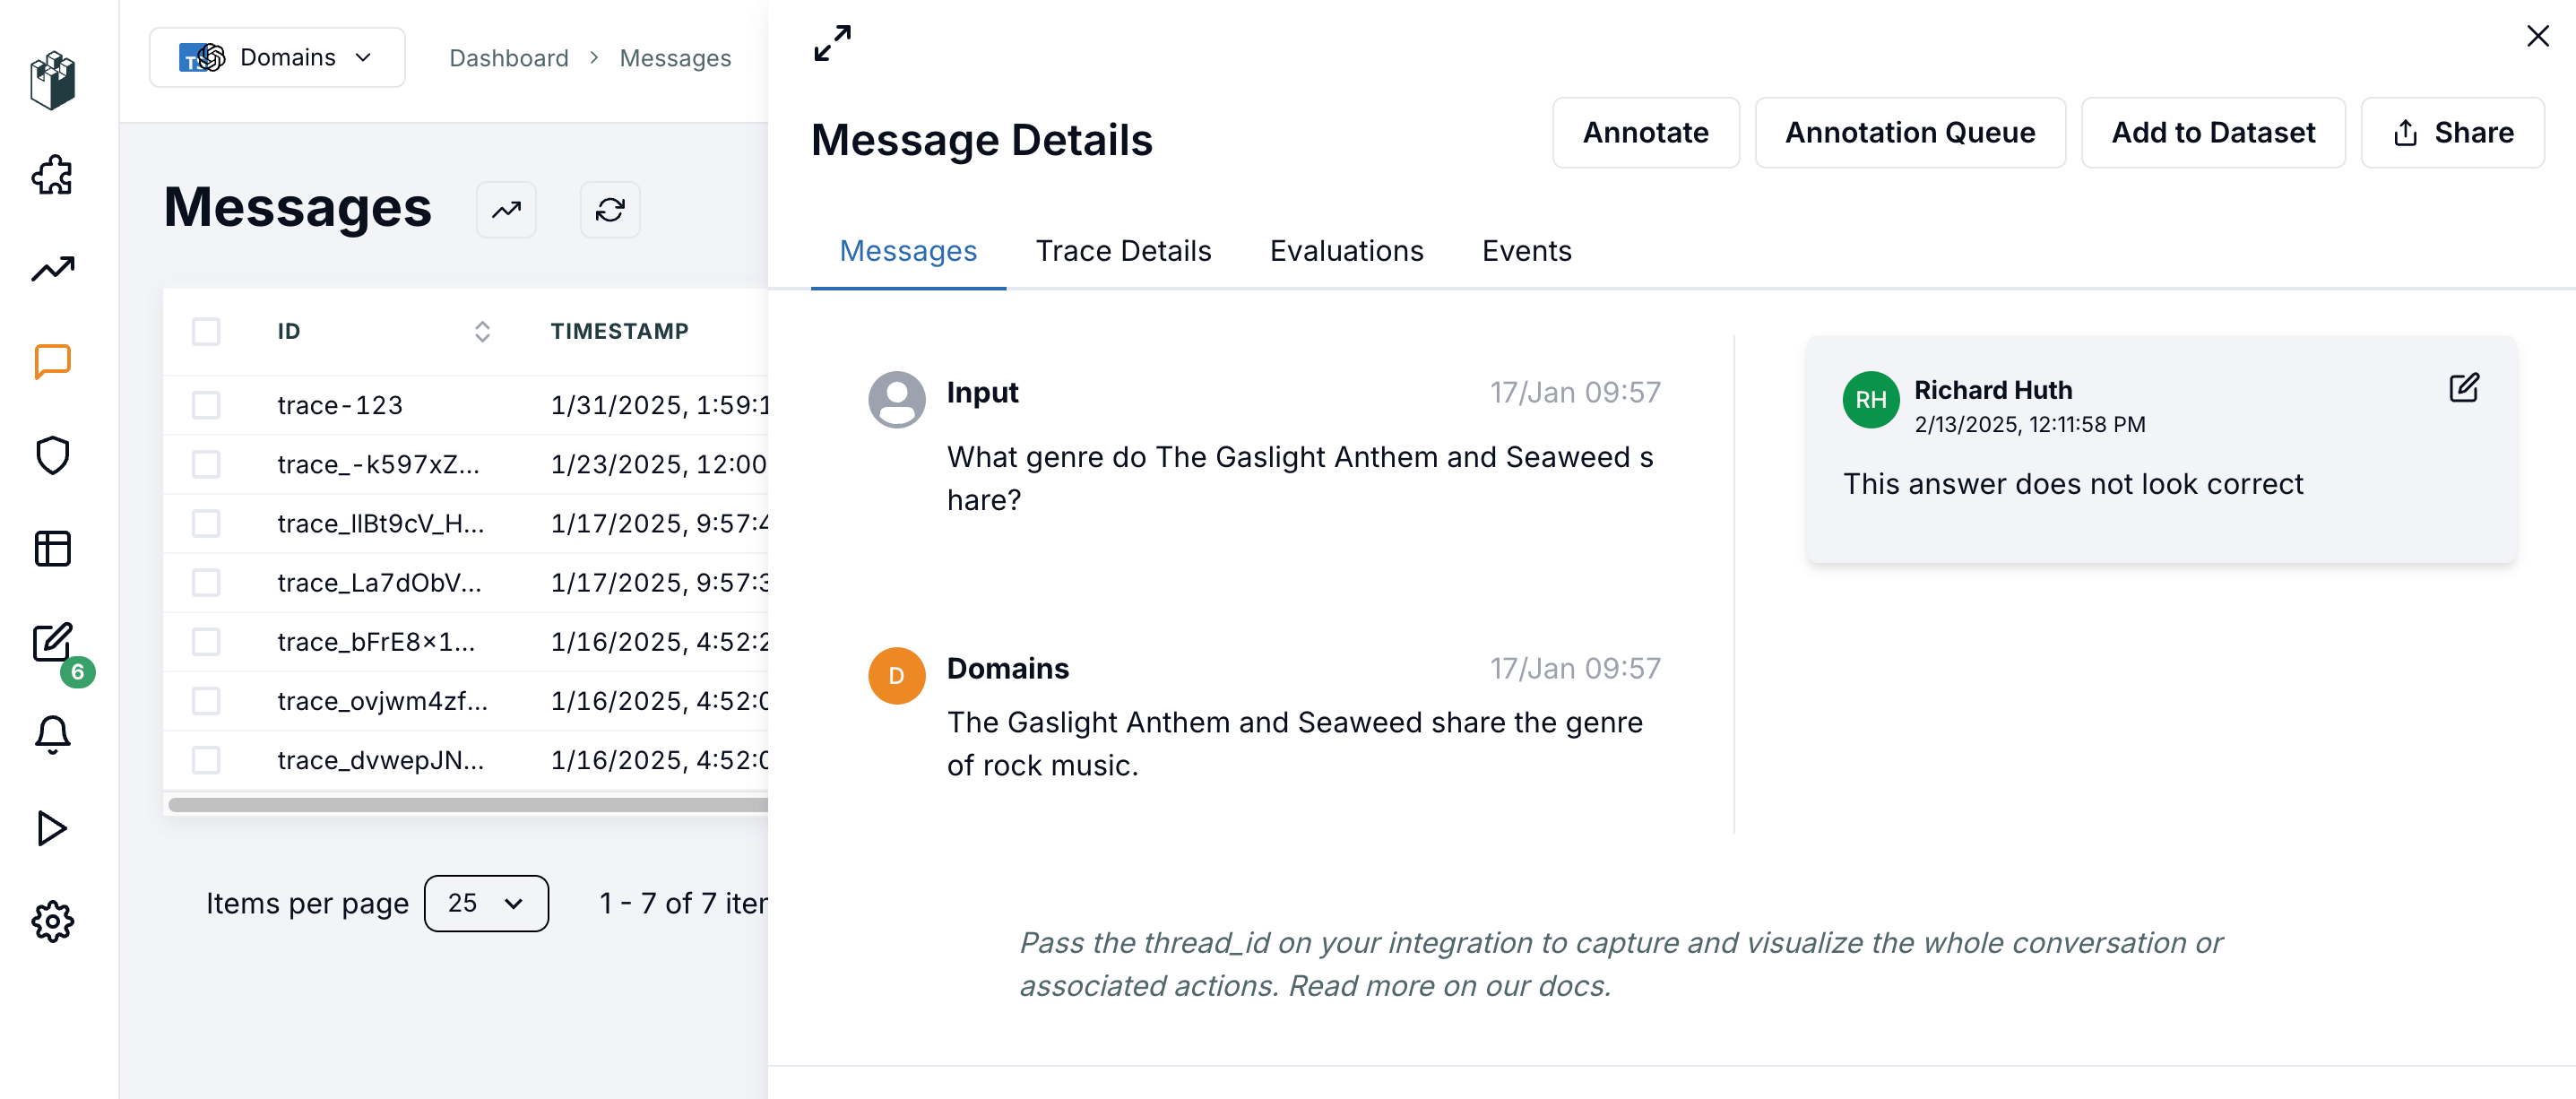 Domains
Dashboard > Messages
Messages
ID TIMESTAMP
trace-123 1/31/2025, 1:59:1
trace_-k597xZ... 1/23/2025, 12:00
trace_IlBt9cV_H... 1/17/2025, 9:57:4
trace_La7dObV... 1/17/2025, 9:57:3
trace_bFrE8x1... 1/16/2025, 4:52:2
trace_ovjwm4zf... 1/16/2025, 4:52:0
trace_dvwepJN... 1/16/2025, 4:52:0
Items per page 25 1 - 7 of 7 iter
6
Message Details
Annotate
Annotation Queue
Add to Dataset
Share
Messages Trace Details Evaluations Events
Input 17/Jan 09:57
What genre do The Gaslight Anthem and Seaweed s
hare?
D
Domains 17/Jan 09:57
The Gaslight Anthem and Seaweed share the genre
of rock music.
RH
Richard Huth
2/13/2025, 12:11:58 PM
This answer does not look correct
Pass the thread_id on your integration to capture and visualize the whole conversation or
associated actions. Read more on our docs.